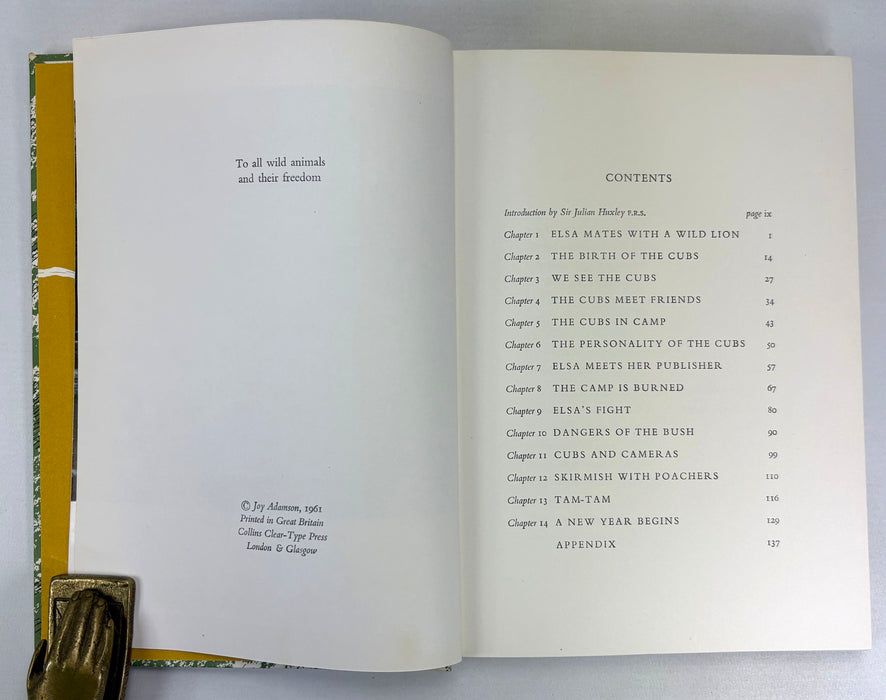 To all wild animals
and their freedom
© Joy Adamson, 1961
Printed in Great Britain
Collins Clear-Type Press
London & Glasgow
CONTENTS
Introduction by Sir Julian Huxley F.R.S. page ix
Chapter 1 ELSA MATES WITH A WILD LION 1
Chapter 2 THE BIRTH OF THE CUBS 14
Chapter 3 WE SEE THE CUBS 27
Chapter 4 THE CUBS MEET FRIENDS 34
Chapter 5 THE CUBS IN CAMP 43
Chapter 6 THE PERSONALITY OF THE CUBS 50
Chapter 7 ELSA MEETS HER PUBLISHER 57
Chapter 8 THE CAMP IS BURNED 67
Chapter 9 ELSA'S FIGHT 80
Chapter 10 DANGERS OF THE BUSH 90
Chapter 11 CUBS AND CAMERAS 99
Chapter 12 SKIRMISH WITH POACHERS 110
Chapter 13 TAM-TAM 116
Chapter 14 A NEW YEAR BEGINS 129
APPENDIX 137